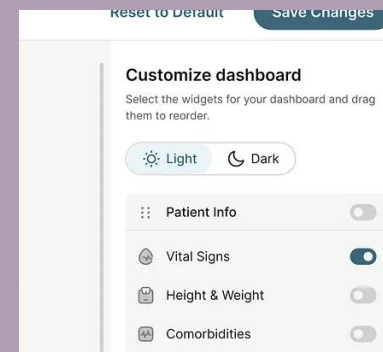 Reset to Default
Save Changes
Customize dashboard
Select the widgets for your dashboard and drag
them to reorder.
Light
Dark
Patient Info
Vital Signs
Height & Weight
Comorbidities